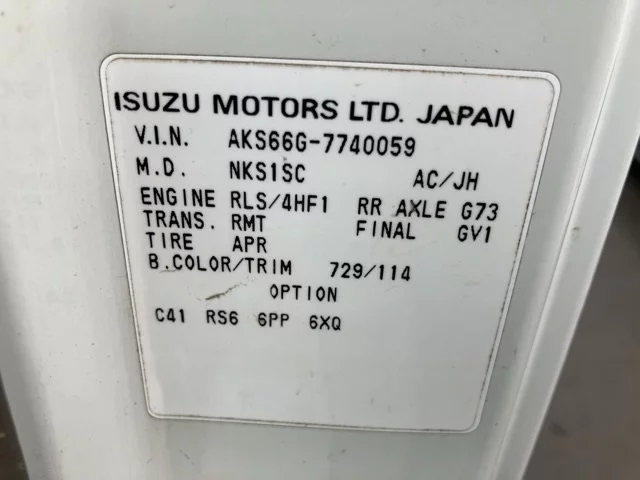 ISUZU MOTORS LTD. JAPAN
V.I.N. AKS66G-7740059
M.D. NKS1SC AC/JH
ENGINE RLS/4HF1 RR AXLE G73
TRANS. RMT FINAL GV1
TIRE APR
B.COLOR/TRIM 729/114
OPTION
C41 RS6 6PP 6XQ